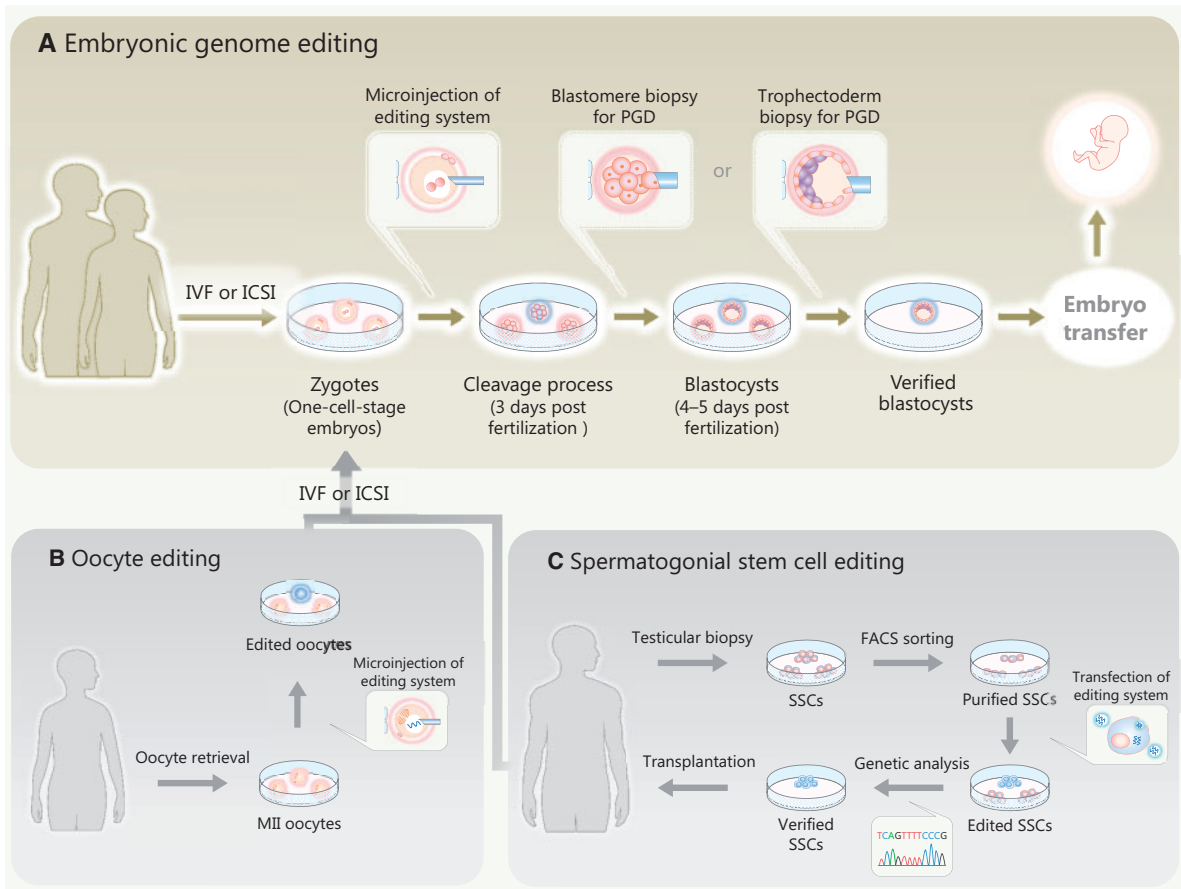 A Embryonic genome editing
Microinjection of
editing system
Blastomere biopsy
for PGD
or
Trophectoderm
biopsy for PGD
IVF or ICSI
Embryo
transfer
Zygotes
(One-cell-stage
embryos)
Cleavage process
(3 days post
fertilization )
Blastocysts
(4–5 days post
fertilization)
Verified
blastocysts
IVF or ICSI
B Oocyte editing
Edited oocytes
Microinjection of
editing system
Oocyte retrieval
MII oocytes
C Spermatogonial stem cell editing
Testicular biopsy
SSCs
FACS sorting
Purified SSCs
Transfection of
editing system
Transplantation
Verified
SSCs
Genetic analysis
Edited SSCs
TCAGTTTTCCCG